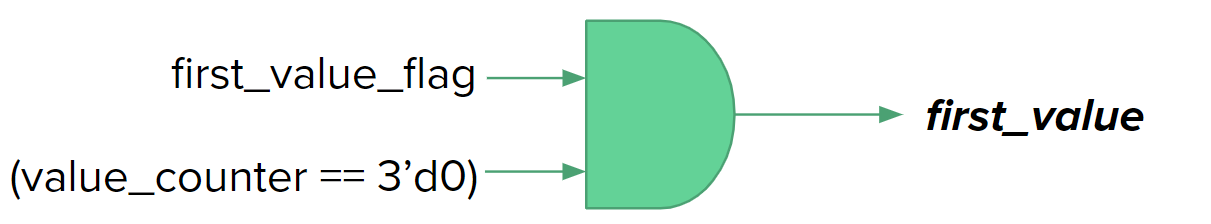 first_value_flag
first_value
(value_counter == 3’d0)